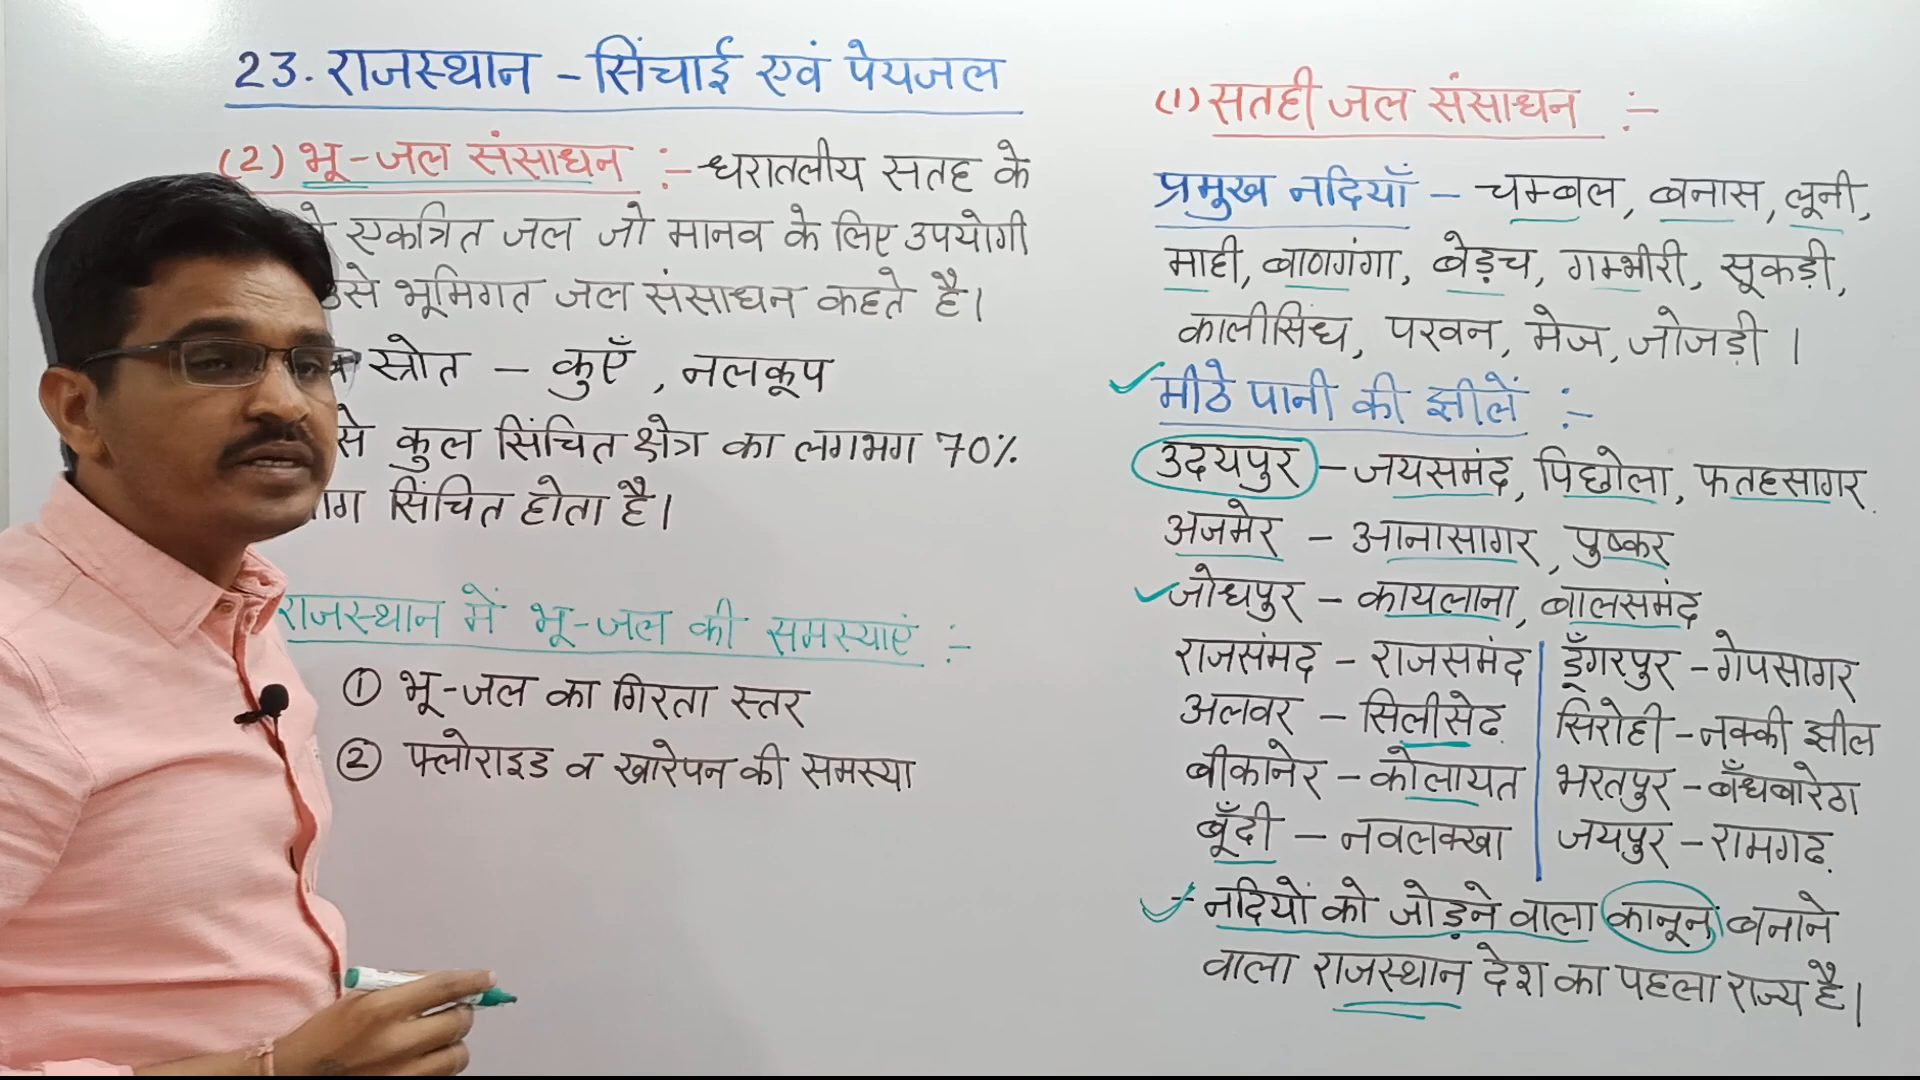 23. राजस्थान – सिंचाई एवं पेयजल
(2) भू-जल संसाधन :- धरातलीय सतह के
एकत्रित जल जो मानव के लिए उपयोगी
उसे भूमिगत जल संसाधन कहते है।
स्त्रोत – कुएँ , नलकूप
से कुल सिंचित क्षेत्र का लगभग 70%
सिंचित होता है।
राजस्थान में भू-जल की समस्याएं :-
① भू-जल का गिरता स्तर
② फ्लोराइड व खारेपन की समस्या
(1) सतही जल संसाधन :-
प्रमुख नदियाँ – चम्बल, बनास, लूनी,
माही, बाणगंगा, बेड़च, गम्भीरी, सूकड़ी,
कालीसिंध, परवन, मेज, जोजड़ी ।
मीठे पानी की झीलें :-
उदयपुर – जयसमंद, पिछोला, फतहसागर
अजमेर – आनासागर, पुष्कर
जोधपुर – कायलाना, बालसमंद
राजसंमद – राजसमंद | डूँगरपुर – गेपसागर
अलवर – सिलीसेढ़ | सिरोही – नक्की झील
बीकानेर – कोलायत | भरतपुर – बँधबारेठा
बूँदी – नवलक्खा | जयपुर – रामगढ़
– नदियों को जोड़ने वाला कानून बनाने
वाला राजस्थान देश का पहला राज्य है।